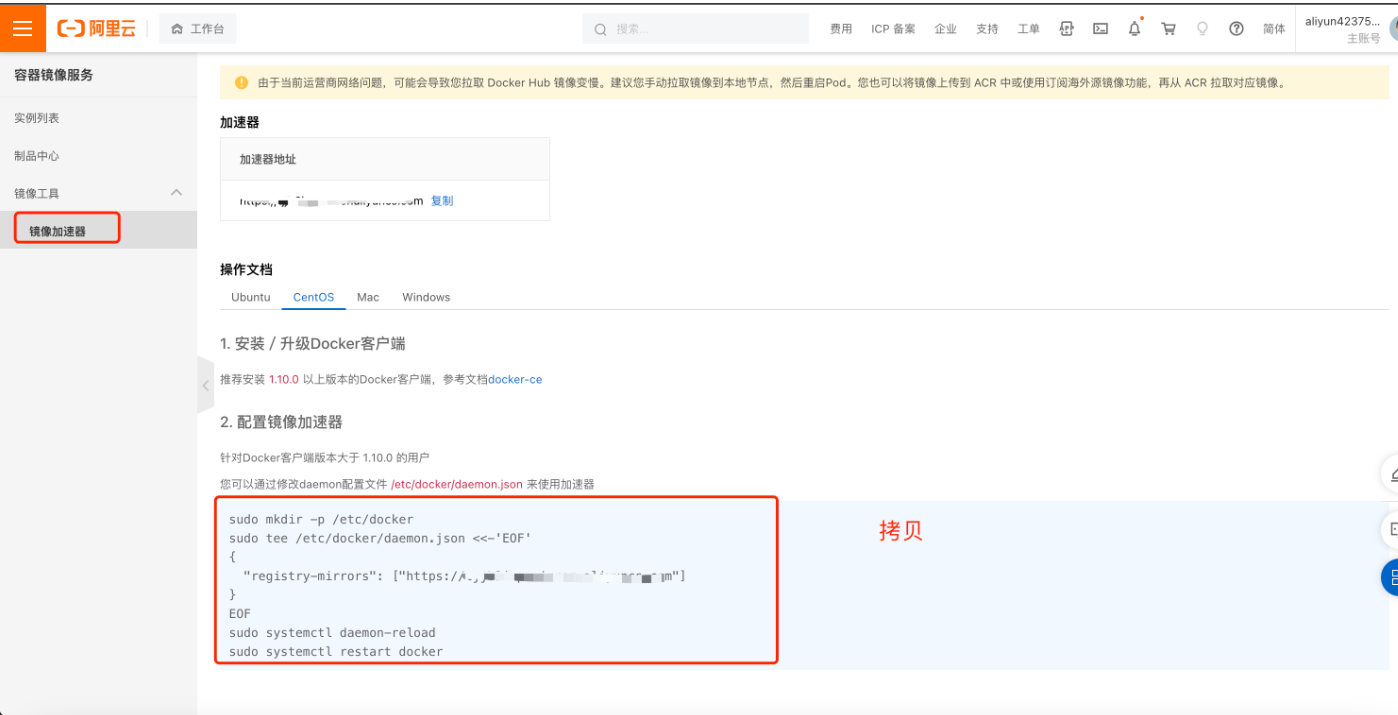 阿里云
工作台
搜索...
费用
ICP 备案
企业
支持
工单
简体
aliyun42375...
主账号
容器镜像服务
实例列表
制品中心
镜像工具
镜像加速器
由于当前运营商网络问题，可能会导致您拉取 Docker Hub 镜像变慢。建议您手动拉取镜像到本地节点，然后重启Pod。您也可以将镜像上传到 ACR 中或使用订阅海外源镜像功能，再从 ACR 拉取对应镜像。
加速器
加速器地址
复制
操作文档
Ubuntu
CentOS
Mac
Windows
1. 安装 / 升级Docker客户端
推荐安装 1.10.0 以上版本的Docker客户端，参考文档docker-ce
2. 配置镜像加速器
针对Docker客户端版本大于 1.10.0 的用户
您可以通过修改daemon配置文件 /etc/docker/daemon.json 来使用加速器
sudo mkdir -p /etc/docker
sudo tee /etc/docker/daemon.json <<-'EOF'
{
"registry-mirrors": ["https://
"]
}
EOF
sudo systemctl daemon-reload
sudo systemctl restart docker
拷贝